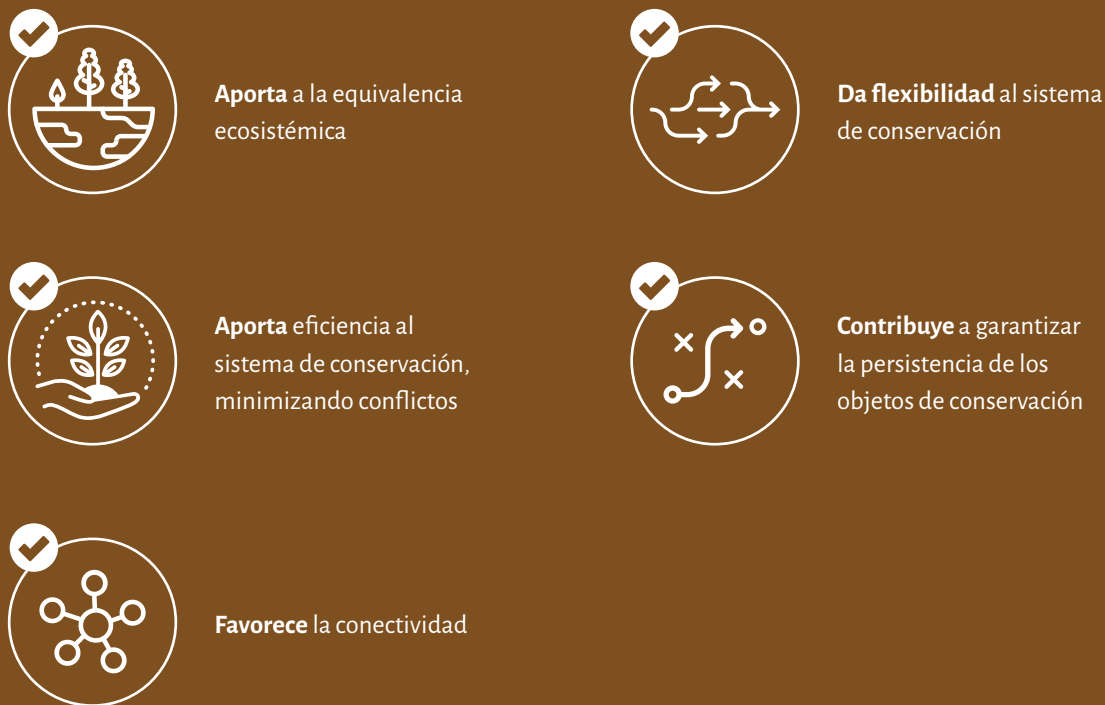 Aporta a la equivalencia
ecosistémica
Da flexibilidad al sistema
de conservación
Aporta eficiencia al
sistema de conservación,
minimizando conflictos
Contribuye a garantizar
la persistencia de los
objetos de conservación
Favorece la conectividad